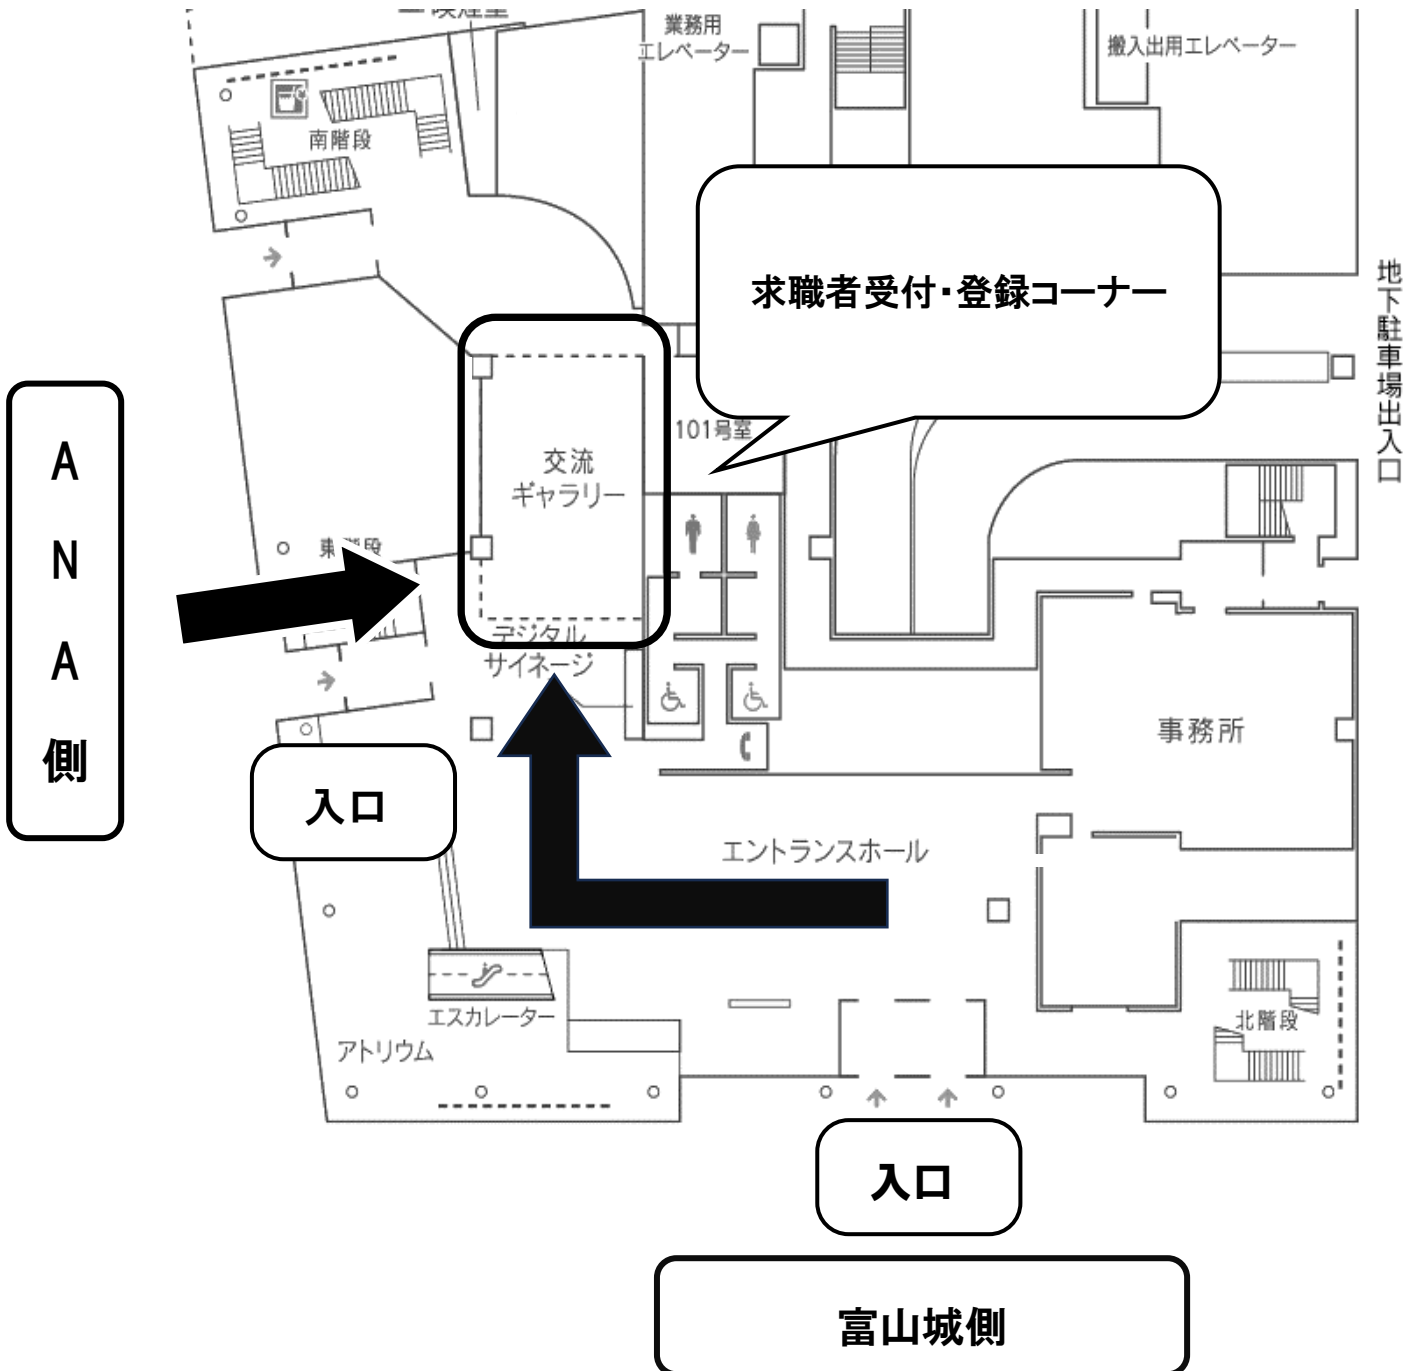 業務用
エレベーター
搬入出用エレベーター
南階段
求職者受付・登録コーナー
地下駐車場出入口
101号室
交流
ギャラリー
ANA側
デジタル
サイネージ
事務所
入口
エントランスホール
エスカレーター
アトリウム
北階段
入口
富山城側